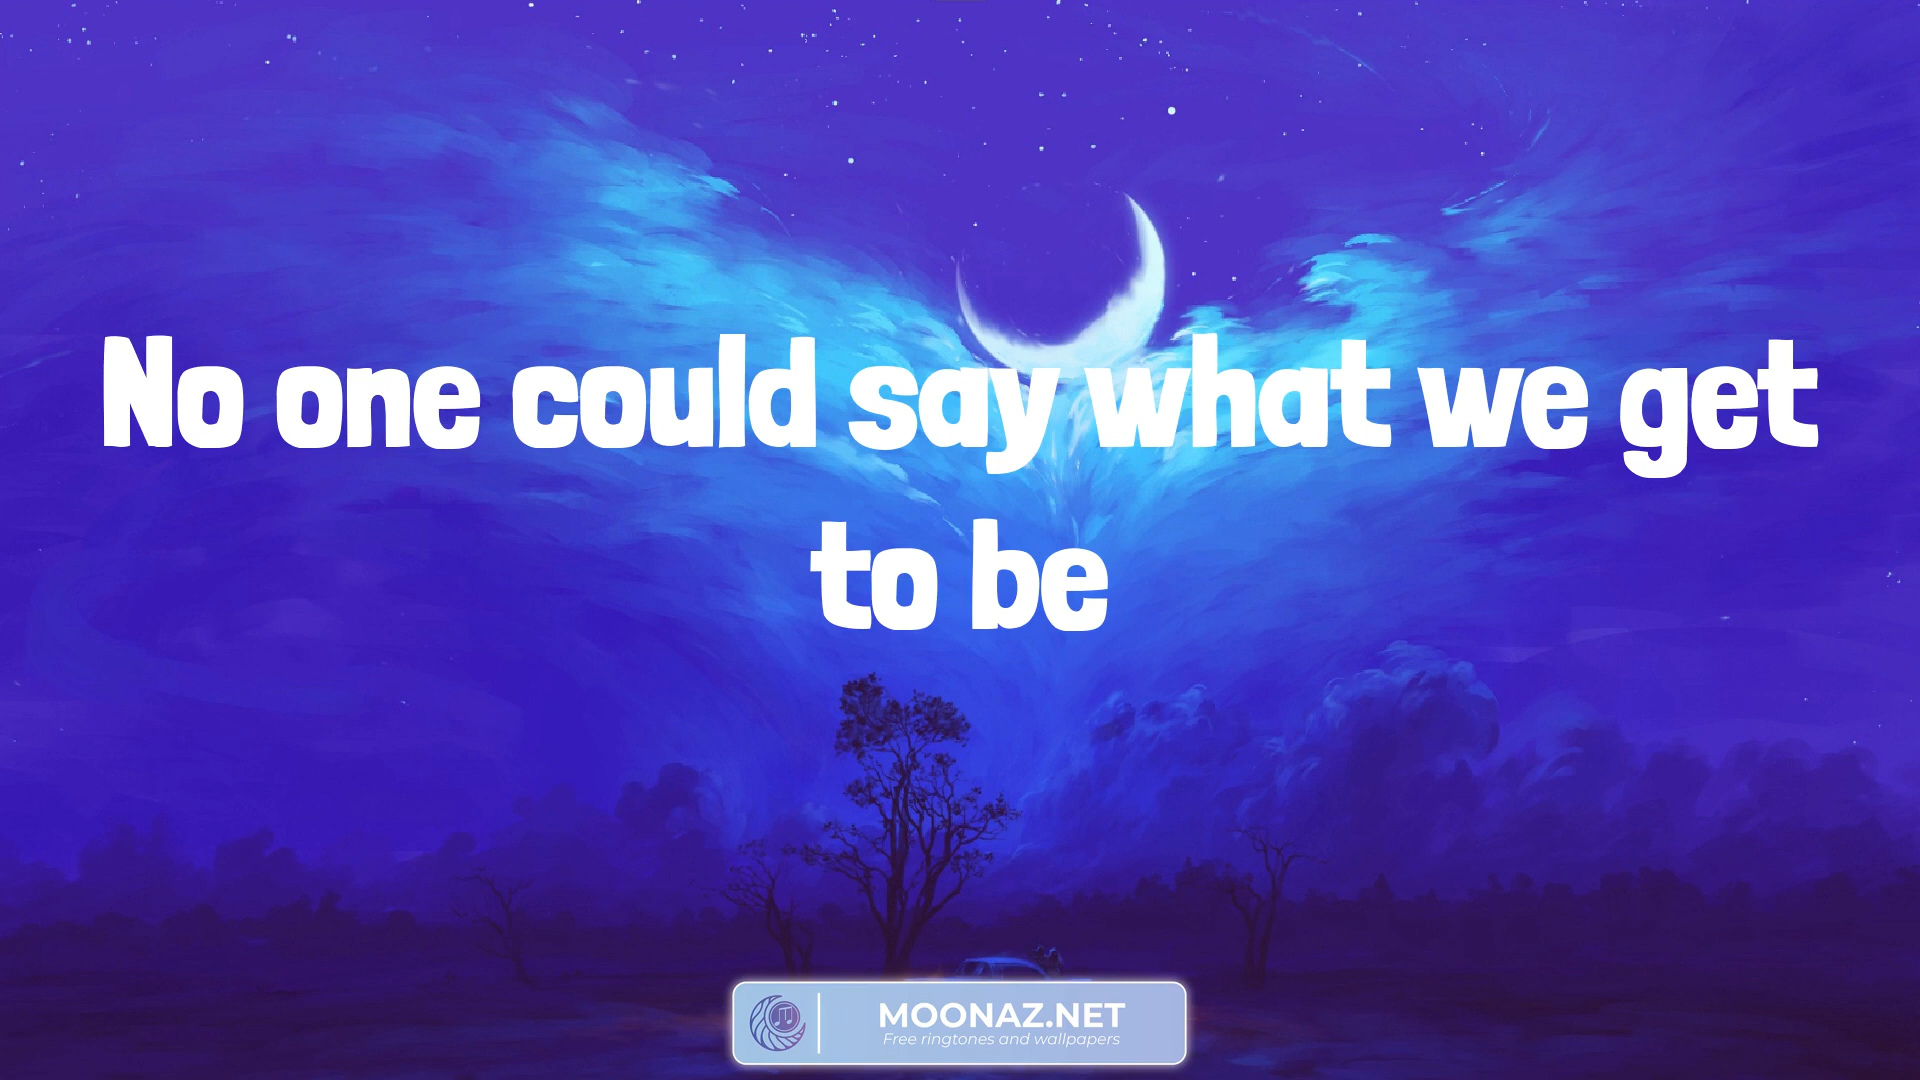 No one could say what we get
to be
MOONAZ.NET
Free ringtones and wallpapers